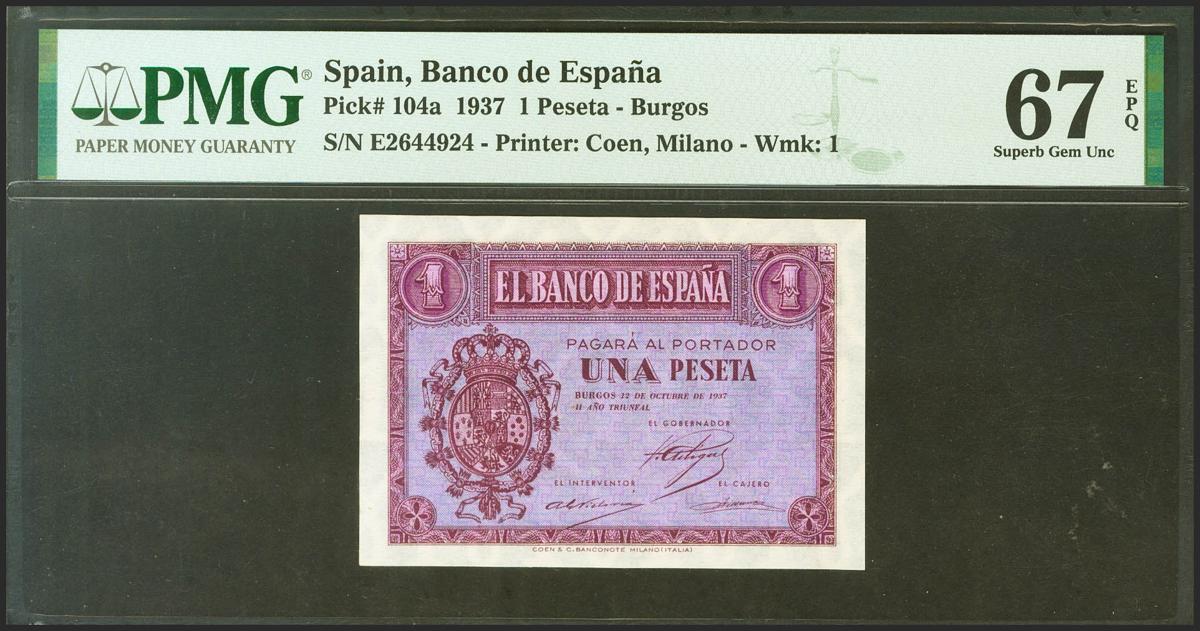 PMG®
PAPER MONEY GUARANTY
Spain, Banco de España
Pick# 104a 1937 1 Peseta - Burgos
S/N E2644924 - Printer: Coen, Milano - Wmk: 1
67
EPQ
Superb Gem Unc
1
EL BANCO DE ESPAÑA
1
PAGARÁ AL PORTADOR
UNA PESETA
BURGOS 12 DE OCTUBRE DE 1937
II AÑO TRIUNFAL
EL GOBERNADOR
EL INTERVENTOR
EL CAJERO
COEN & C. BANCONOTE MILANO (ITALIA)